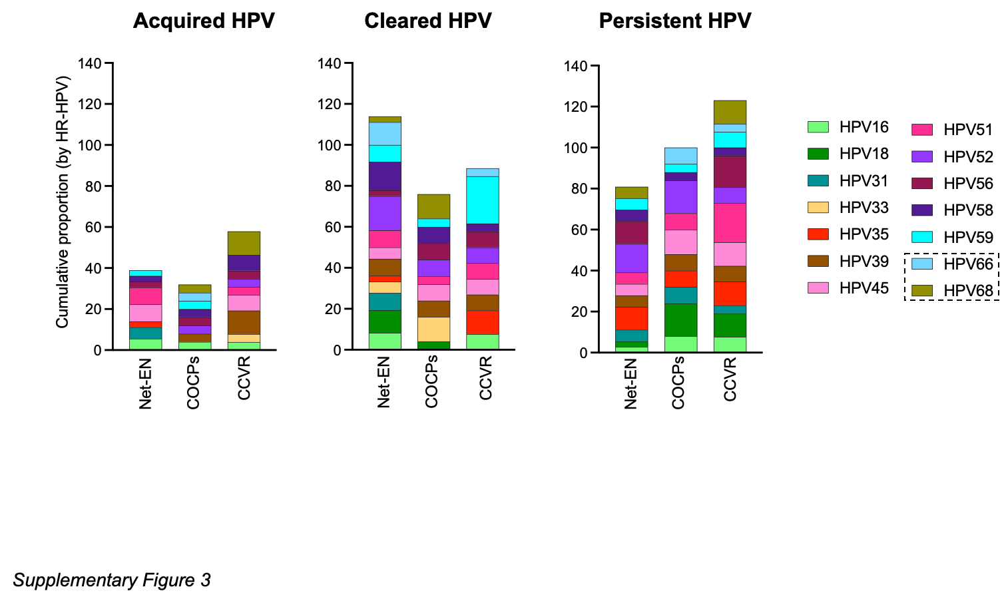 Acquired HPV
Cleared HPV
Persistent HPV
Cumulative proportion (by HR-HPV)
140
120
100
80
60
40
20
0
Net-EN
COCPs
CCVR
140
120
100
80
60
40
20
0
Net-EN
COCPs
CCVR
140
120
100
80
60
40
20
0
Net-EN
COCPs
CCVR
HPV16
HPV18
HPV31
HPV33
HPV35
HPV39
HPV45
HPV51
HPV52
HPV56
HPV58
HPV59
HPV66
HPV68
Supplementary Figure 3